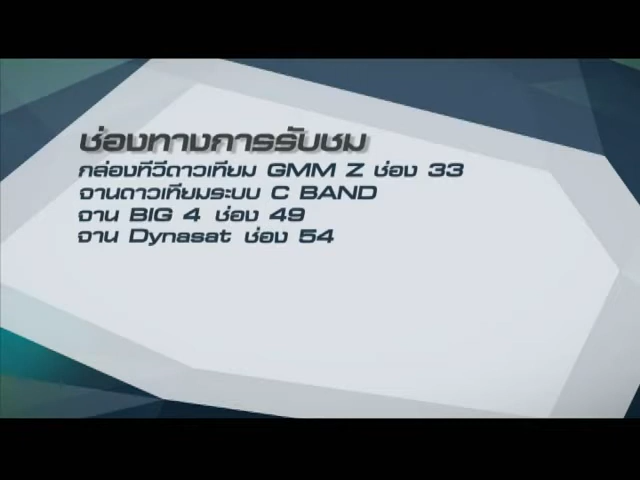 ช่องทางการรับชม
กล่องทีวีดาวเทียม GMM Z ช่อง 33
จานดาวเทียมระบบ C BAND
จาน BIG 4 ช่อง 49
จาน Dynasat ช่อง 54